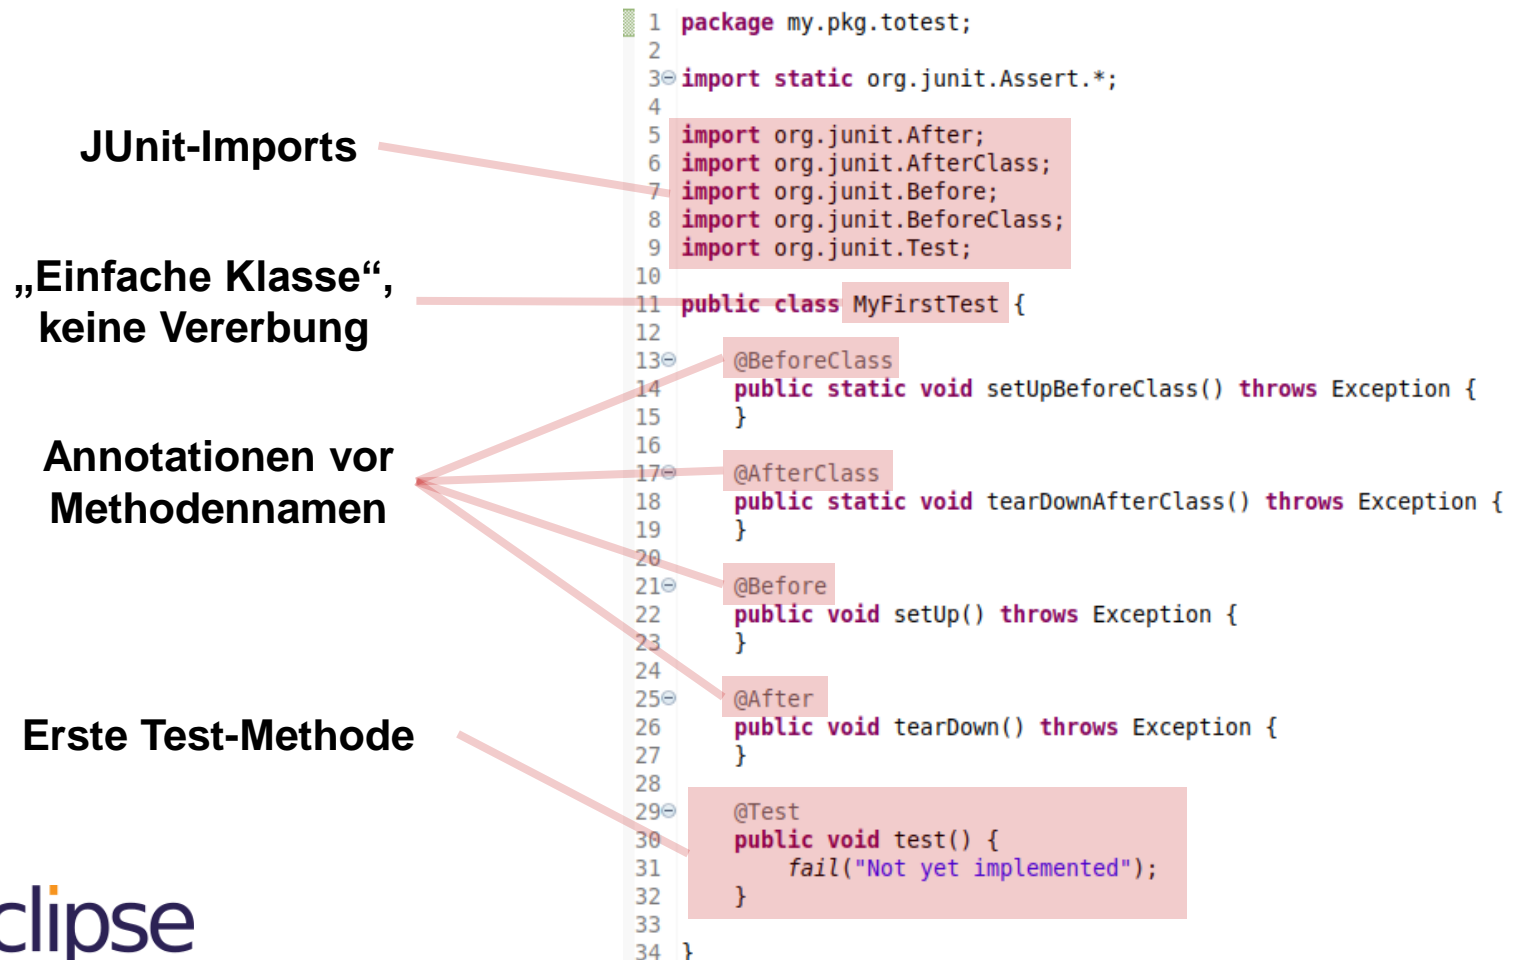 JUnit-Imports
„Einfache Klasse“,
keine Vererbung
Annotationen vor
Methodennamen
Erste Test-Methode
clipse
1 package my.pkg.totest;
2
3 import static org.junit.Assert.*;
4
5 import org.junit.After;
6 import org.junit.AfterClass;
7 import org.junit.Before;
8 import org.junit.BeforeClass;
9 import org.junit.Test;
10
11 public class MyFirstTest {
12
13 @BeforeClass
14 public static void setUpBeforeClass() throws Exception {
15 }
16
17 @AfterClass
18 public static void tearDownAfterClass() throws Exception {
19 }
20
21 @Before
22 public void setUp() throws Exception {
23 }
24
25 @After
26 public void tearDown() throws Exception {
27 }
28
29 @Test
30 public void test() {
31 fail("Not yet implemented");
32 }
33
34 }